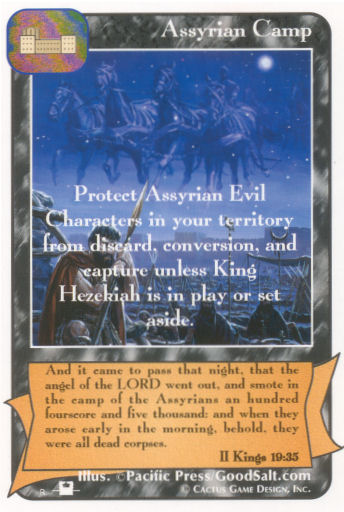 Assyrian Camp
Protect Assyrian Evil
Characters in your territory
from discard, conversion, and
capture unless King
Hezekiah is in play or set
aside.
And it came to pass that night, that the
angel of the LORD went out, and smote in
the camp of the Assyrians an hundred
fourscore and five thousand: and when they
arose early in the morning, behold, they
were all dead corpses.
II Kings 19:35
Illus. ©Pacific Press/GoodSalt.com
R
© Cactus Game Design, Inc.